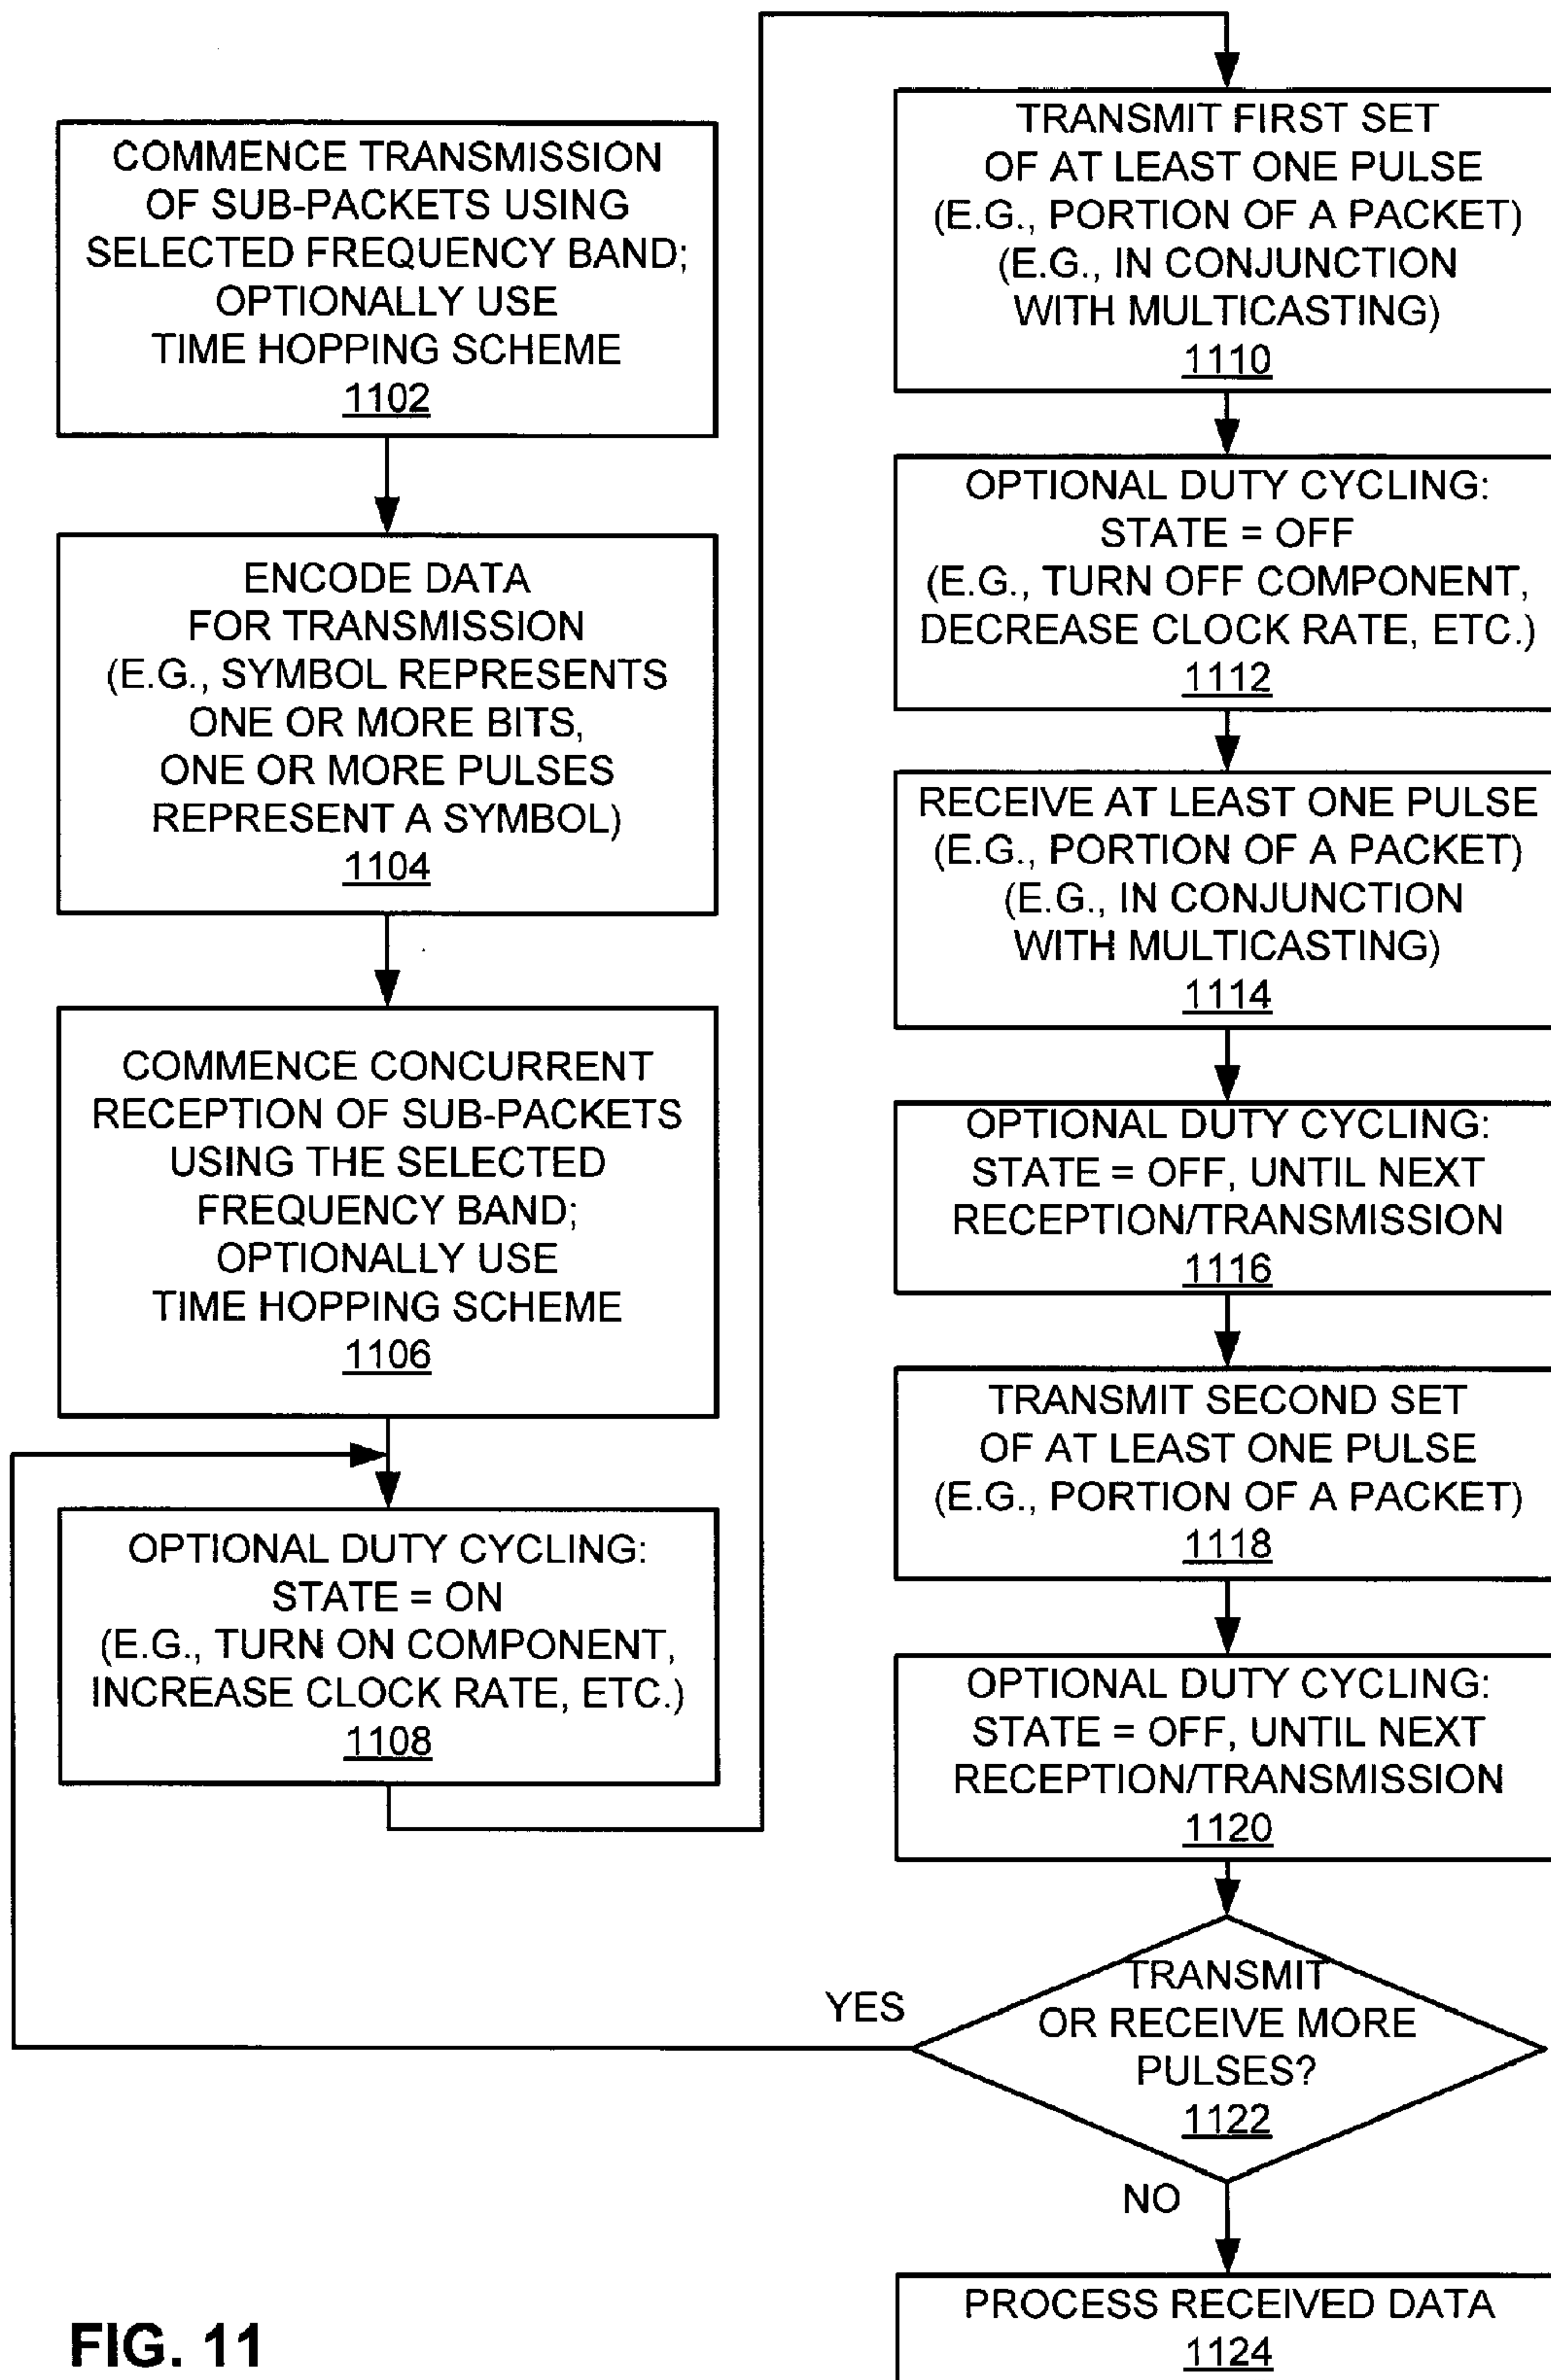 COMMENCE TRANSMISSION
OF SUB-PACKETS USING
SELECTED FREQUENCY BAND;
OPTIONALLY USE
TIME HOPPING SCHEME
1102
ENCODE DATA
FOR TRANSMISSION
(E.G., SYMBOL REPRESENTS
ONE OR MORE BITS,
ONE OR MORE PULSES
REPRESENT A SYMBOL)
1104
COMMENCE CONCURRENT
RECEPTION OF SUB-PACKETS
USING THE SELECTED
FREQUENCY BAND;
OPTIONALLY USE
TIME HOPPING SCHEME
1106
OPTIONAL DUTY CYCLING:
STATE = ON
(E.G., TURN ON COMPONENT,
INCREASE CLOCK RATE, ETC.)
1108
TRANSMIT FIRST SET
OF AT LEAST ONE PULSE
(E.G., PORTION OF A PACKET)
(E.G., IN CONJUNCTION
WITH MULTICASTING)
1110
OPTIONAL DUTY CYCLING:
STATE = OFF
(E.G., TURN OFF COMPONENT,
DECREASE CLOCK RATE, ETC.)
1112
RECEIVE AT LEAST ONE PULSE
(E.G., PORTION OF A PACKET)
(E.G., IN CONJUNCTION
WITH MULTICASTING)
1114
OPTIONAL DUTY CYCLING:
STATE = OFF, UNTIL NEXT
RECEPTION/TRANSMISSION
1116
TRANSMIT SECOND SET
OF AT LEAST ONE PULSE
(E.G., PORTION OF A PACKET)
1118
OPTIONAL DUTY CYCLING:
STATE = OFF, UNTIL NEXT
RECEPTION/TRANSMISSION
1120
TRANSMIT
OR RECEIVE MORE
PULSES?
1122
YES
NO
PROCESS RECEIVED DATA
1124
FIG. 11